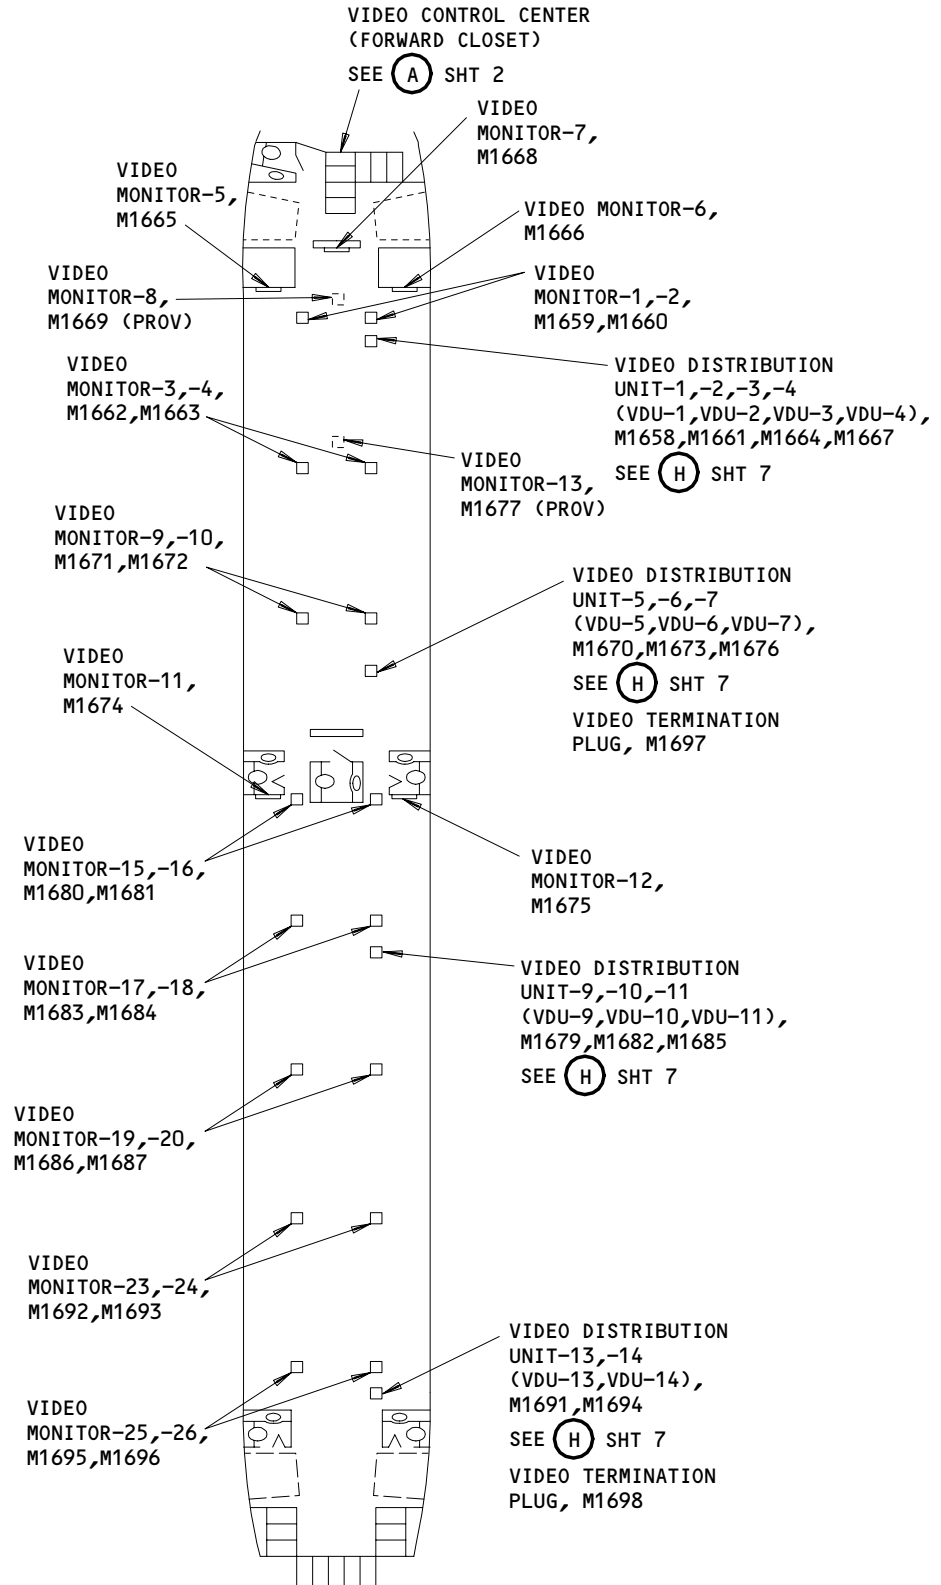 VIDEO CONTROL CENTER
(FORWARD CLOSET)
SEE A SHT 2
VIDEO
MONITOR-7,
M1668
VIDEO
MONITOR-5,
M1665
VIDEO MONITOR-6,
M1666
VIDEO
MONITOR-8,
M1669 (PROV)
VIDEO
MONITOR-1,-2,
M1659,M1660
VIDEO
MONITOR-3,-4,
M1662,M1663
VIDEO DISTRIBUTION
UNIT-1,-2,-3,-4
(VDU-1,VDU-2,VDU-3,VDU-4),
M1658,M1661,M1664,M1667
SEE H SHT 7
VIDEO
MONITOR-13,
M1677 (PROV)
VIDEO
MONITOR-9,-10,
M1671,M1672
VIDEO DISTRIBUTION
UNIT-5,-6,-7
(VDU-5,VDU-6,VDU-7),
M1670,M1673,M1676
SEE H SHT 7
VIDEO TERMINATION
PLUG, M1697
VIDEO
MONITOR-11,
M1674
VIDEO
MONITOR-15,-16,
M1680,M1681
VIDEO
MONITOR-12,
M1675
VIDEO
MONITOR-17,-18,
M1683,M1684
VIDEO DISTRIBUTION
UNIT-9,-10,-11
(VDU-9,VDU-10,VDU-11),
M1679,M1682,M1685
SEE H SHT 7
VIDEO
MONITOR-19,-20,
M1686,M1687
VIDEO
MONITOR-23,-24,
M1692,M1693
VIDEO DISTRIBUTION
UNIT-13,-14
(VDU-13,VDU-14),
M1691,M1694
SEE H SHT 7
VIDEO TERMINATION
PLUG, M1698
VIDEO
MONITOR-25,-26,
M1695,M1696